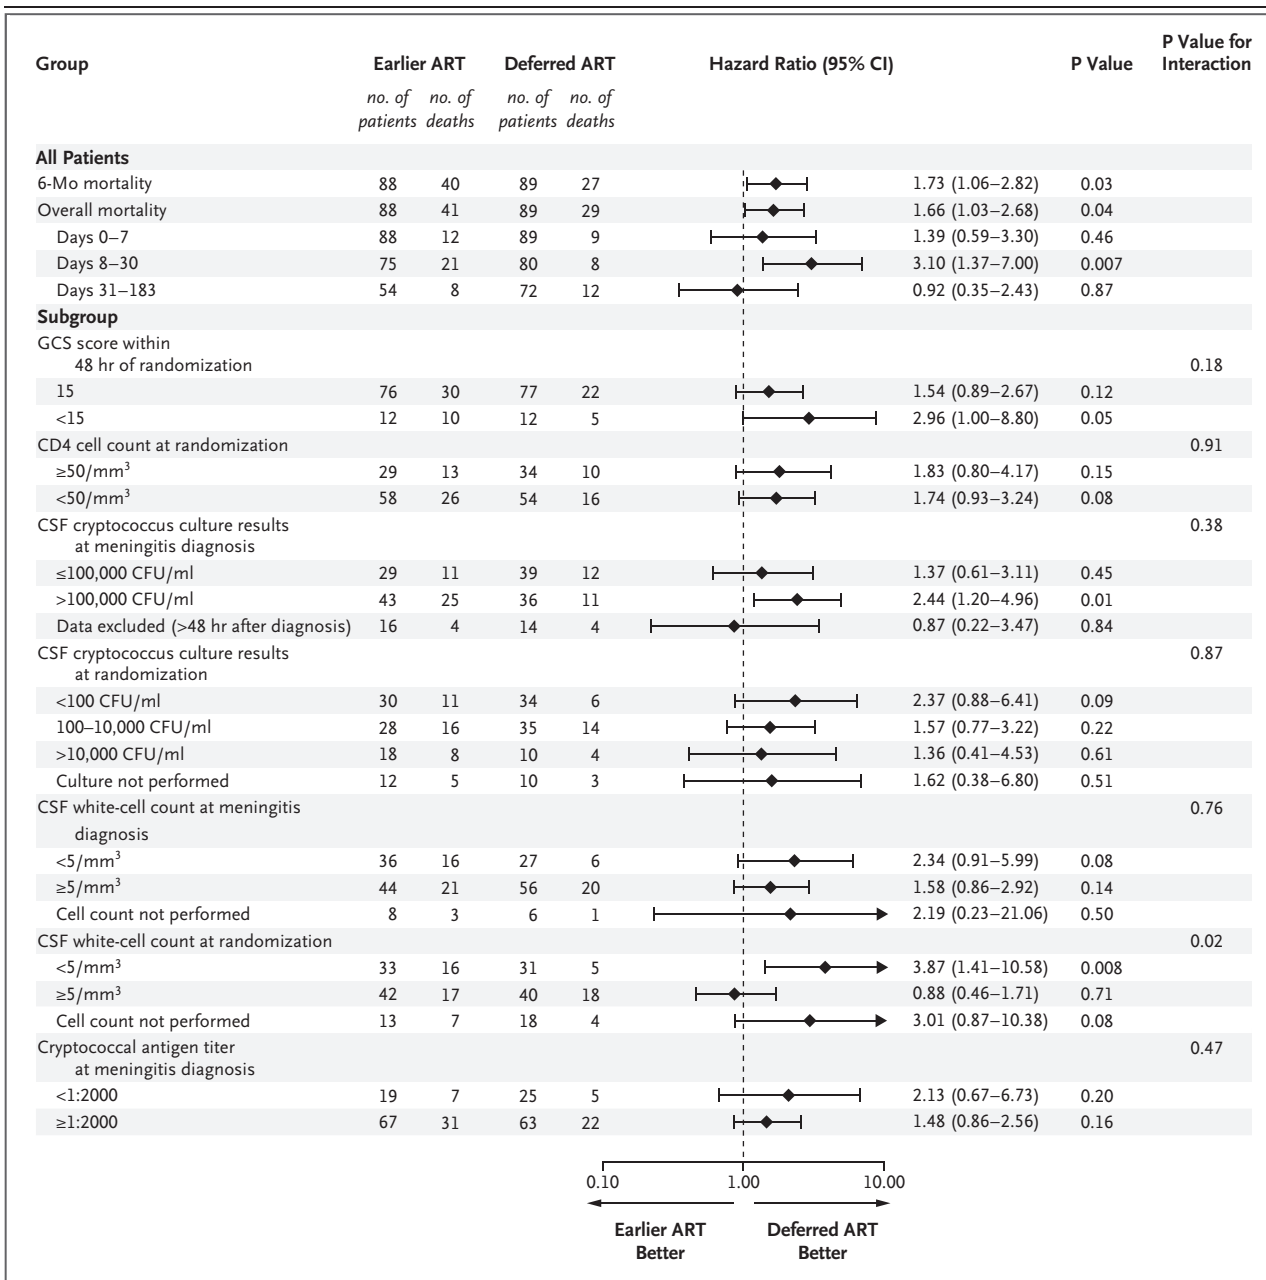 P Value for
Group Earlier ART Deferred ART Hazard Ratio (95% CI) P Value Interaction
no. of no. of no. of no. of
patients deaths patients deaths
All Patients
6-Mo mortality 88 40 89 27 1.73 (1.06–2.82) 0.03
Overall mortality 88 41 89 29 1.66 (1.03–2.68) 0.04
Days 0–7 88 12 89 9 1.39 (0.59–3.30) 0.46
Days 8–30 75 21 80 8 3.10 (1.37–7.00) 0.007
Days 31–183 54 8 72 12 0.92 (0.35–2.43) 0.87
Subgroup
GCS score within
48 hr of randomization 0.18
15 76 30 77 22 1.54 (0.89–2.67) 0.12
<15 12 10 12 5 2.96 (1.00–8.80) 0.05
CD4 cell count at randomization 0.91
≥50/mm³ 29 13 34 10 1.83 (0.80–4.17) 0.15
<50/mm³ 58 26 54 16 1.74 (0.93–3.24) 0.08
CSF cryptococcus culture results 0.38
at meningitis diagnosis
≤100,000 CFU/ml 29 11 39 12 1.37 (0.61–3.11) 0.45
>100,000 CFU/ml 43 25 36 11 2.44 (1.20–4.96) 0.01
Data excluded (>48 hr after diagnosis) 16 4 14 4 0.87 (0.22–3.47) 0.84
CSF cryptococcus culture results 0.87
at randomization
<100 CFU/ml 30 11 34 6 2.37 (0.88–6.41) 0.09
100–10,000 CFU/ml 28 16 35 14 1.57 (0.77–3.22) 0.22
>10,000 CFU/ml 18 8 10 4 1.36 (0.41–4.53) 0.61
Culture not performed 12 5 10 3 1.62 (0.38–6.80) 0.51
CSF white-cell count at meningitis 0.76
diagnosis
<5/mm³ 36 16 27 6 2.34 (0.91–5.99) 0.08
≥5/mm³ 44 21 56 20 1.58 (0.86–2.92) 0.14
Cell count not performed 8 3 6 1 2.19 (0.23–21.06) 0.50
CSF white-cell count at randomization 0.02
<5/mm³ 33 16 31 5 3.87 (1.41–10.58) 0.008
≥5/mm³ 42 17 40 18 0.88 (0.46–1.71) 0.71
Cell count not performed 13 7 18 4 3.01 (0.87–10.38) 0.08
Cryptococcal antigen titer 0.47
at meningitis diagnosis
<1:2000 19 7 25 5 2.13 (0.67–6.73) 0.20
≥1:2000 67 31 63 22 1.48 (0.86–2.56) 0.16
0.10 1.00 10.00
Earlier ART Deferred ART
Better Better